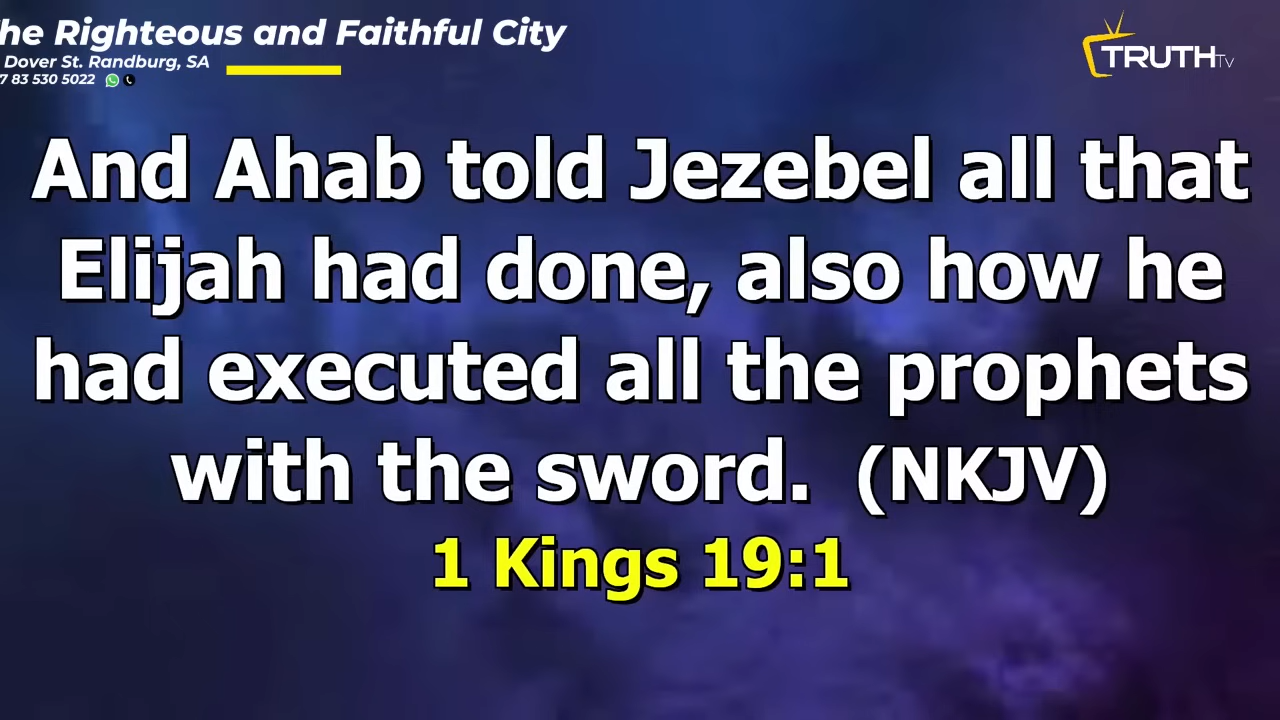 he Righteous and Faithful City
Dover St. Randburg, SA
7 83 530 5022
TRUTH TV
And Ahab told Jezebel all that
Elijah had done, also how he
had executed all the prophets
with the sword. (NKJV)
1 Kings 19:1